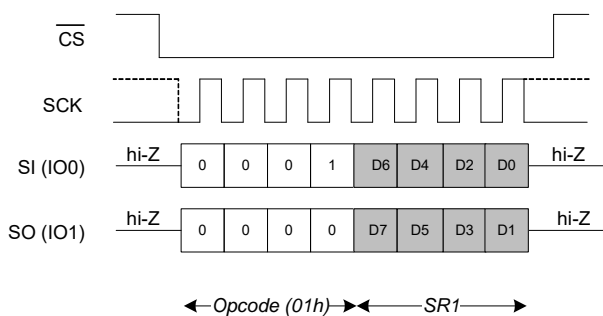 CS
SCK
hi-Z 0 0 0 1 D6 D4 D2 D0 hi-Z
SI (IO0)
hi-Z 0 0 0 0 D7 D5 D3 D1 hi-Z
SO (IO1)
Opcode (01h) SR1